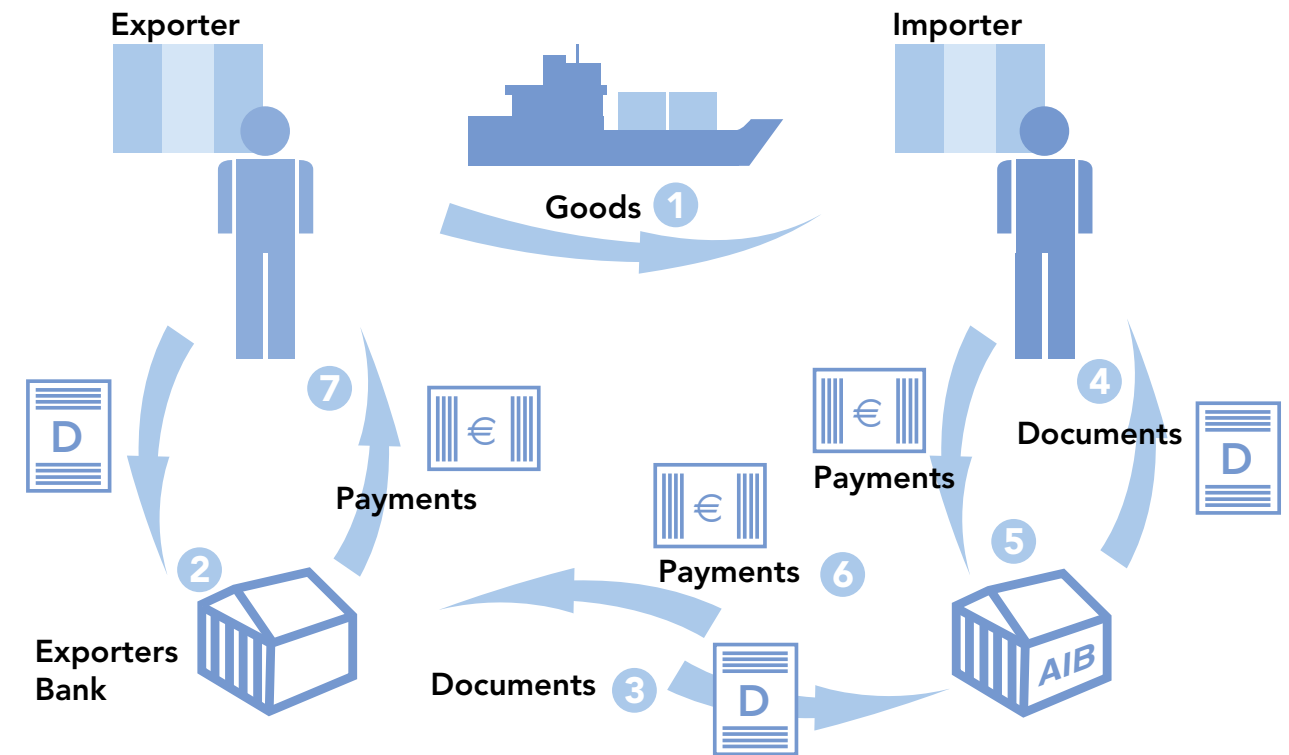 Exporter
Importer
Goods 1
7
4
€
€
Documents
D
D
Payments
Payments
€
5
2
Payments 6
Exporters
Bank
Documents 3
D
AIB